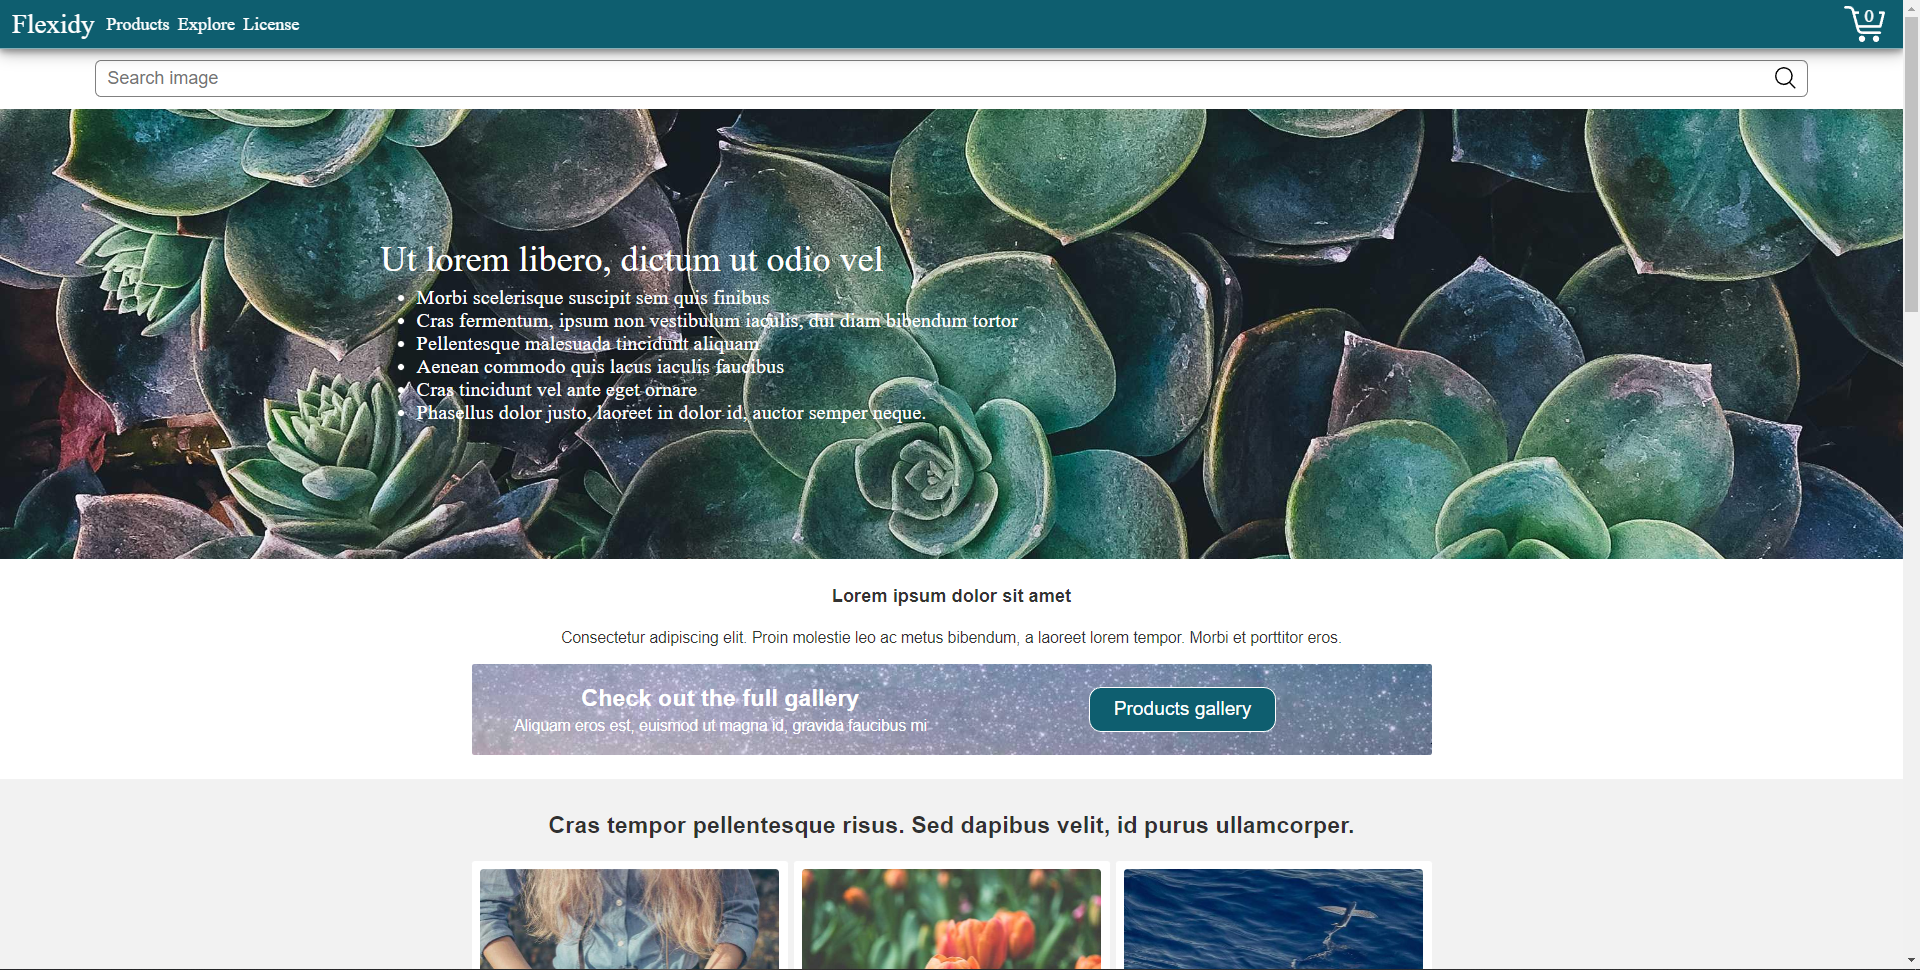 Flexidy Products Explore License 0
Search image
Ut lorem libero, dictum ut odio vel
• Morbi scelerisque suscipit sem quis finibus
• Cras fermentum, ipsum non vestibulum iaculis, dui diam bibendum tortor
• Pellentesque malesuada tincidunt aliquam
• Aenean commodo quis lacus iaculis faucibus
• Cras tincidunt vel ante eget ornare
• Phasellus dolor justo, laoreet in dolor id, auctor semper neque.
Lorem ipsum dolor sit amet
Consectetur adipiscing elit. Proin molestie leo ac metus bibendum, a laoreet lorem tempor. Morbi et porttitor eros.
Check out the full gallery
Aliquam eros est, euismod ut magna id, gravida faucibus mi
Products gallery
Cras tempor pellentesque risus. Sed dapibus velit, id purus ullamcorper.